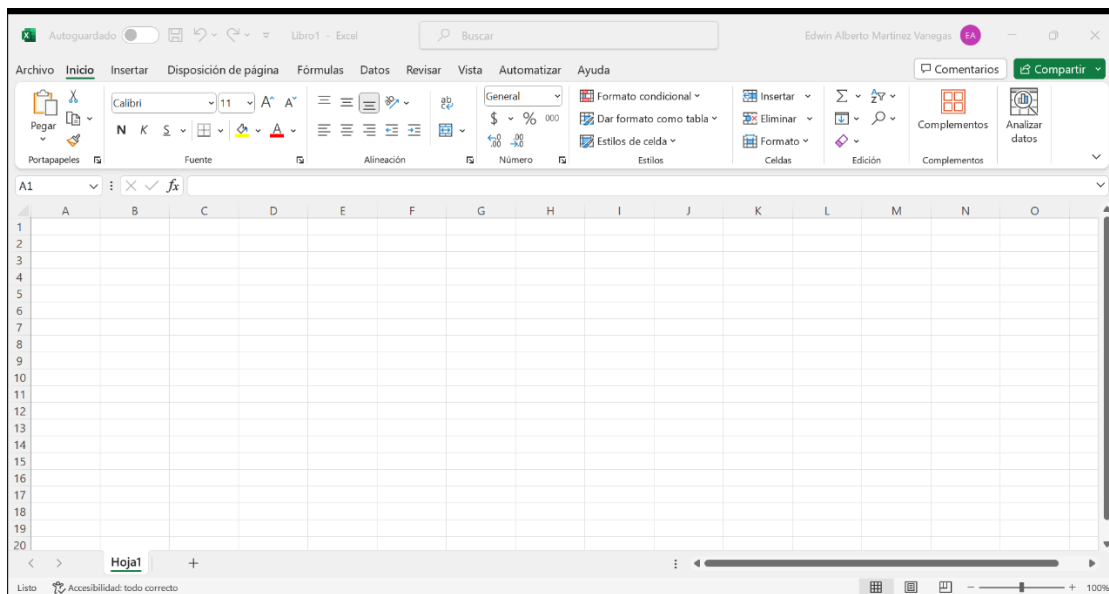 Autoguardado Libro1 - Excel Buscar Edwin Alberto Martinez Vanegas EA
Archivo Inicio Insertar Disposición de página Fórmulas Datos Revisar Vista Automatizar Ayuda Comentarios Compartir
Pegar
Portapapeles
Calibri 11
N K S A
Fuente
ab
Alineación
General
$ % 000
Número
Formato condicional
Dar formato como tabla
Estilos de celda
Estilos
Insertar
Eliminar
Formato
Celdas
Edición
Complementos
Complementos
Analizar
datos
A1 fx
A B C D E F G H I J K L M N O
1
2
3
4
5
6
7
8
9
10
11
12
13
14
15
16
17
18
19
20
Hoja1
Listo Accesibilidad: todo correcto 100%